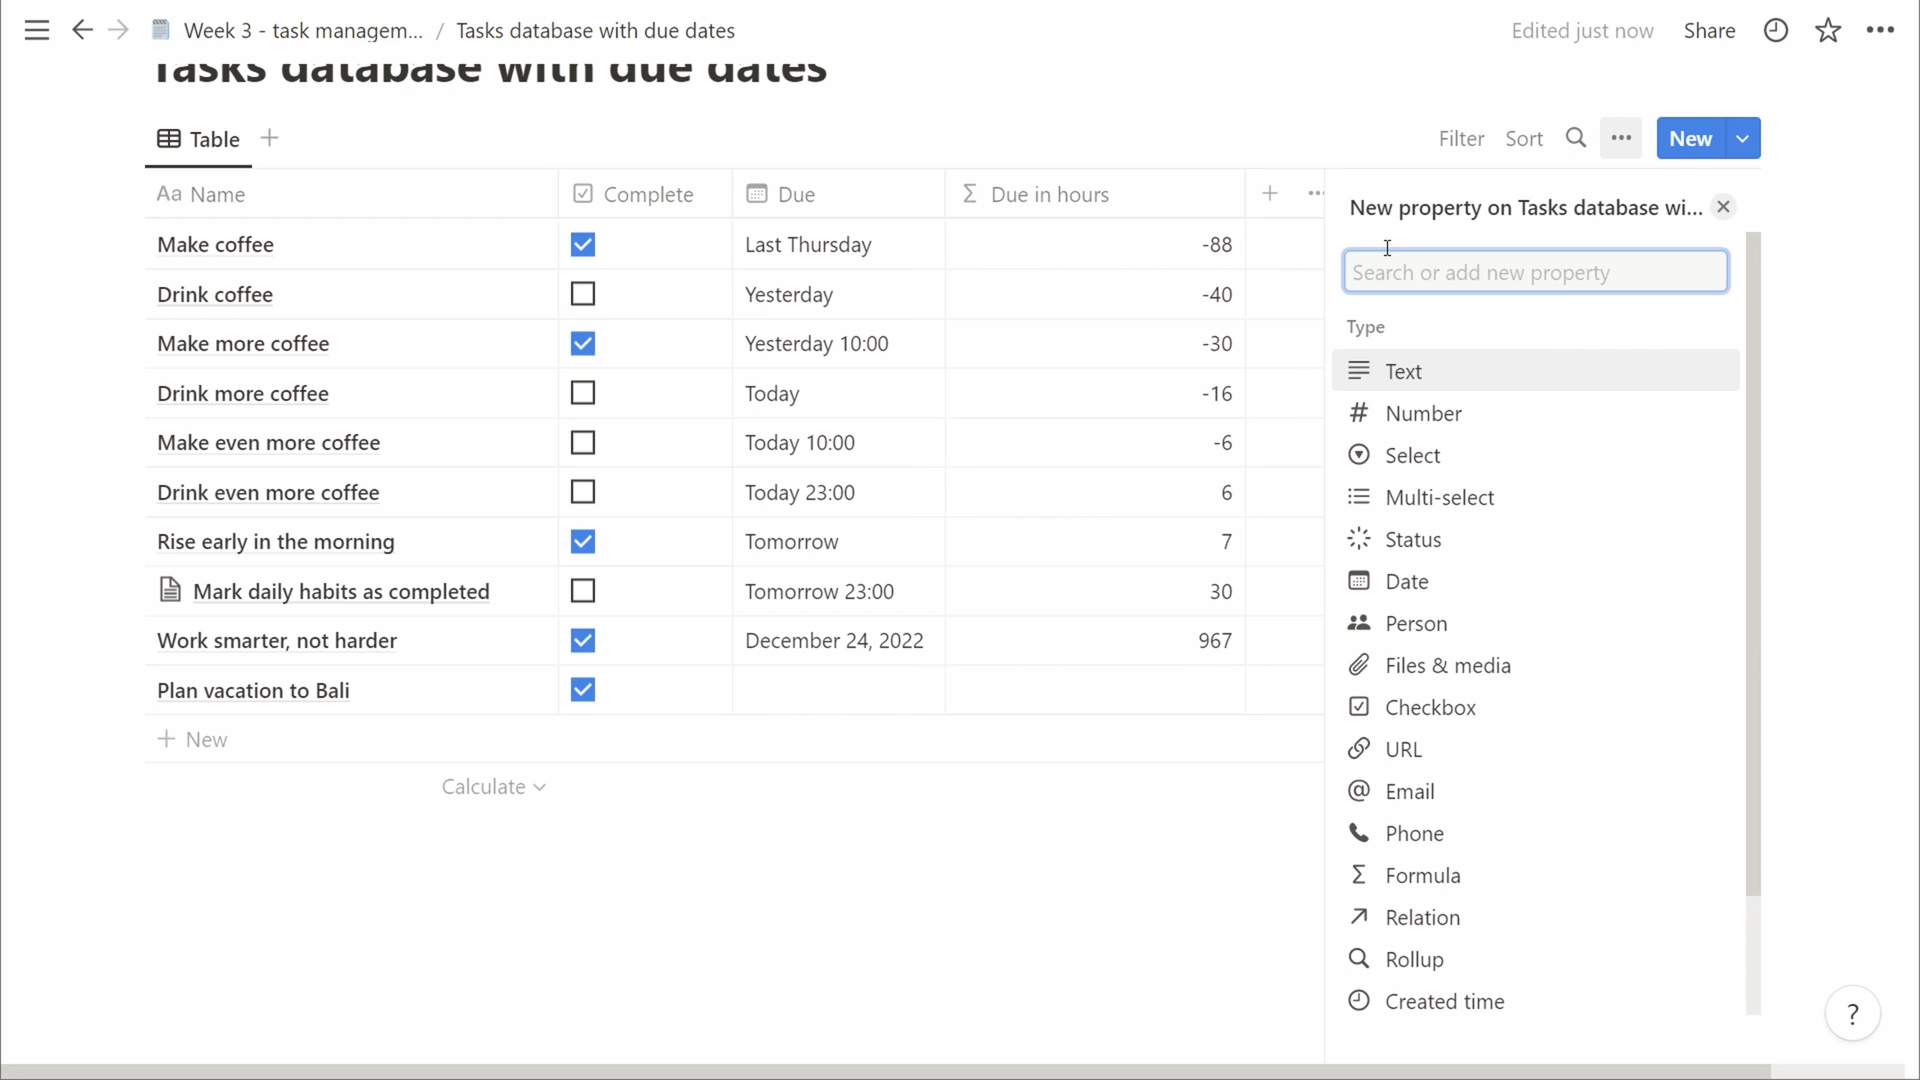 Week 3 - task managem... / Tasks database with due dates
Edited just now Share
Tasks database with due dates
Table
Filter Sort New
Aa Name Complete Due Σ Due in hours
New property on Tasks database wi...
Make coffee Last Thursday -88
Search or add new property
Drink coffee Yesterday -40
Type
Make more coffee Yesterday 10:00 -30
Text
Drink more coffee Today -16
# Number
Make even more coffee Today 10:00 -6
Select
Drink even more coffee Today 23:00 6
Multi-select
Rise early in the morning Tomorrow 7
Status
Mark daily habits as completed Tomorrow 23:00 30
Date
Person
Work smarter, not harder December 24, 2022 967
Files & media
Plan vacation to Bali
Checkbox
+ New
URL
Calculate
@ Email
Phone
Σ Formula
Relation
Rollup
Created time
?